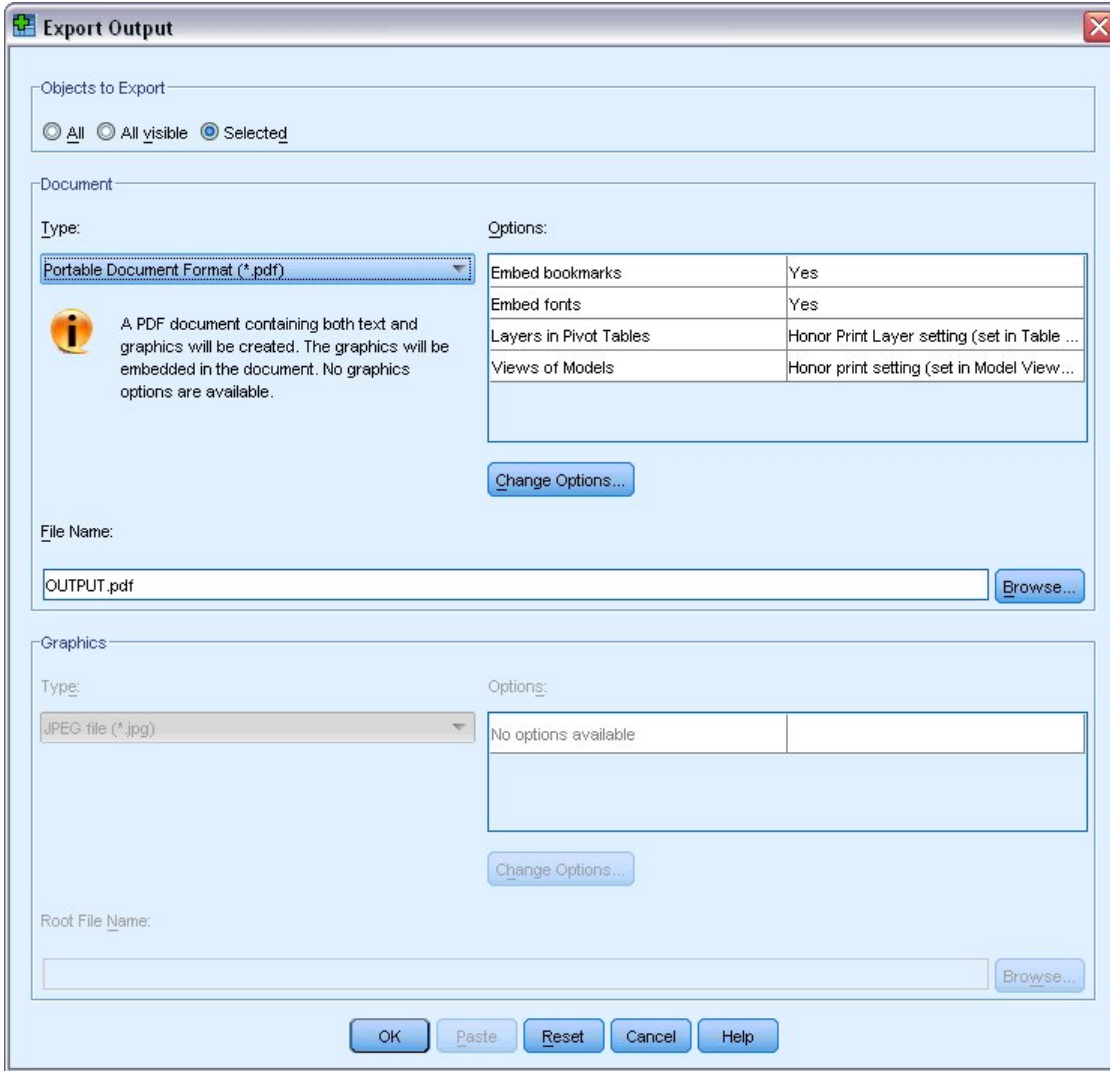 Export Output
Objects to Export
All All visible Selected
Document
Type:
Options:
Portable Document Format (*.pdf)
Embed bookmarks Yes
Embed fonts Yes
Layers in Pivot Tables Honor Print Layer setting (set in Table ...
Views of Models Honor print setting (set in Model View...
A PDF document containing both text and
graphics will be created. The graphics will be
embedded in the document. No graphics
options are available.
Change Options...
File Name:
OUTPUT.pdf
Browse...
Graphics
Type:
Options:
JPEG file (*.jpg)
No options available
Change Options...
Root File Name:
Browse...
OK Paste Reset Cancel Help